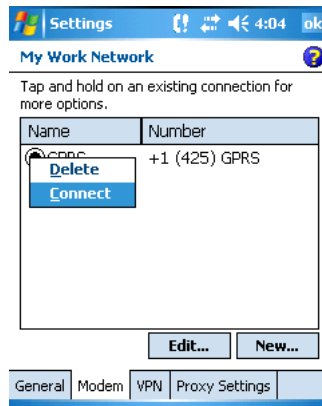 Settings 4:04 ok
My Work Network
Tap and hold on an existing connection for
more options.
Name Number
GPRS +1 (425) GPRS
Delete
Connect
Edit... New...
General Modem VPN Proxy Settings